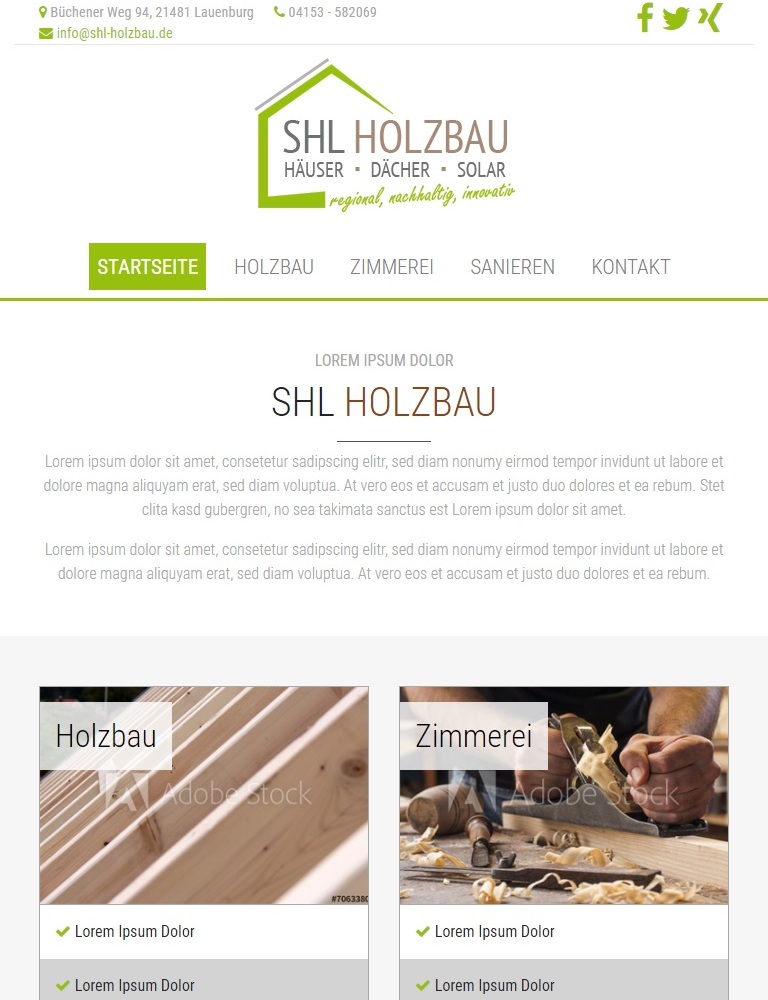 Büchener Weg 94, 21481 Lauenburg 04153 - 582069
info@shl-holzbau.de
SHL HOLZBAU
HÄUSER ▪ DÄCHER ▪ SOLAR
regional, nachhaltig, innovativ
STARTSEITE HOLZBAU ZIMMEREI SANIEREN KONTAKT
LOREM IPSUM DOLOR
SHL HOLZBAU
Lorem ipsum dolor sit amet, consetetur sadipscing elitr, sed diam nonumy eirmod tempor invidunt ut labore et
dolore magna aliquyam erat, sed diam voluptua. At vero eos et accusam et justo duo dolores et ea rebum. Stet
clita kasd gubergren, no sea takimata sanctus est Lorem ipsum dolor sit amet.
Lorem ipsum dolor sit amet, consetetur sadipscing elitr, sed diam nonumy eirmod tempor invidunt ut labore et
dolore magna aliquyam erat, sed diam voluptua. At vero eos et accusam et justo duo dolores et ea rebum.
Holzbau
Adobe Stock
#7063380
Lorem Ipsum Dolor
Lorem Ipsum Dolor
Zimmerei
Adobe Stock
Lorem Ipsum Dolor
Lorem Ipsum Dolor